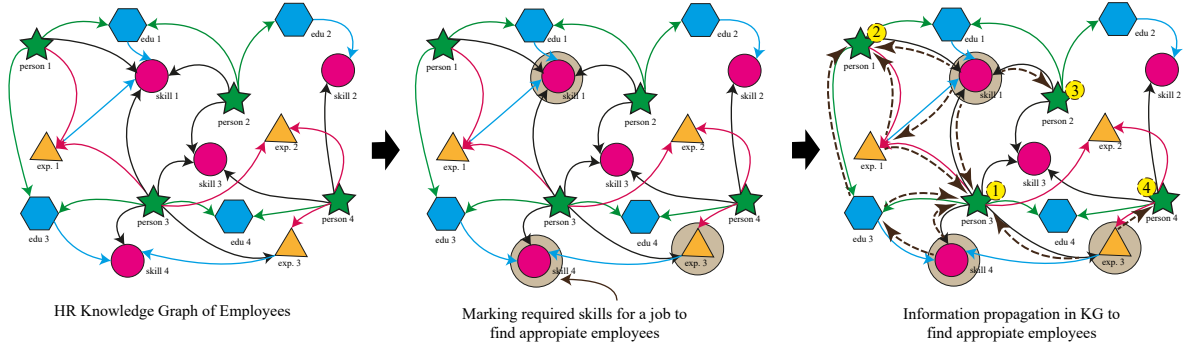 edu 1
edu 2
person 1
skill 1
skill 2
person 2
exp. 1
exp. 2
skill 3
person 3
person 4
edu 3
edu 4
skill 4
exp. 3
HR Knowledge Graph of Employees
edu 1
edu 2
person 1
skill 1
skill 2
person 2
exp. 1
exp. 2
skill 3
person 3
person 4
edu 3
edu 4
skill 4
exp. 3
Marking required skills for a job to
find appropiate employees
edu 1
edu 2
2
person 1
skill 1
skill 2
3
person 2
exp. 1
exp. 2
skill 3
1
4
person 3
person 4
edu 3
edu 4
skill 4
exp. 3
Information propagation in KG to
find appropiate employees